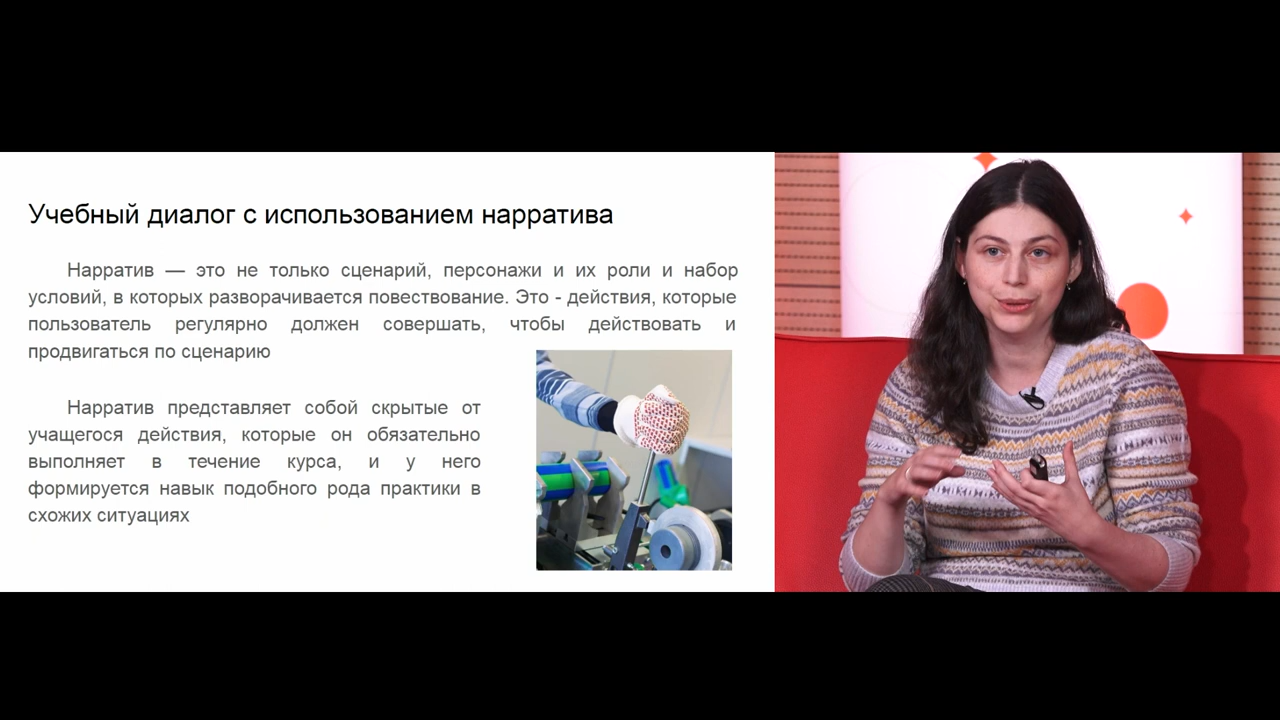 Учебный диалог с использованием нарратива
Нарратив — это не только сценарий, персонажи и их роли и набор
условий, в которых разворачивается повествование. Это - действия, которые
пользователь регулярно должен совершать, чтобы действовать и
продвигаться по сценарию
Нарратив представляет собой скрытые от
учащегося действия, которые он обязательно
выполняет в течение курса, и у него
формируется навык подобного рода практики в
схожих ситуациях